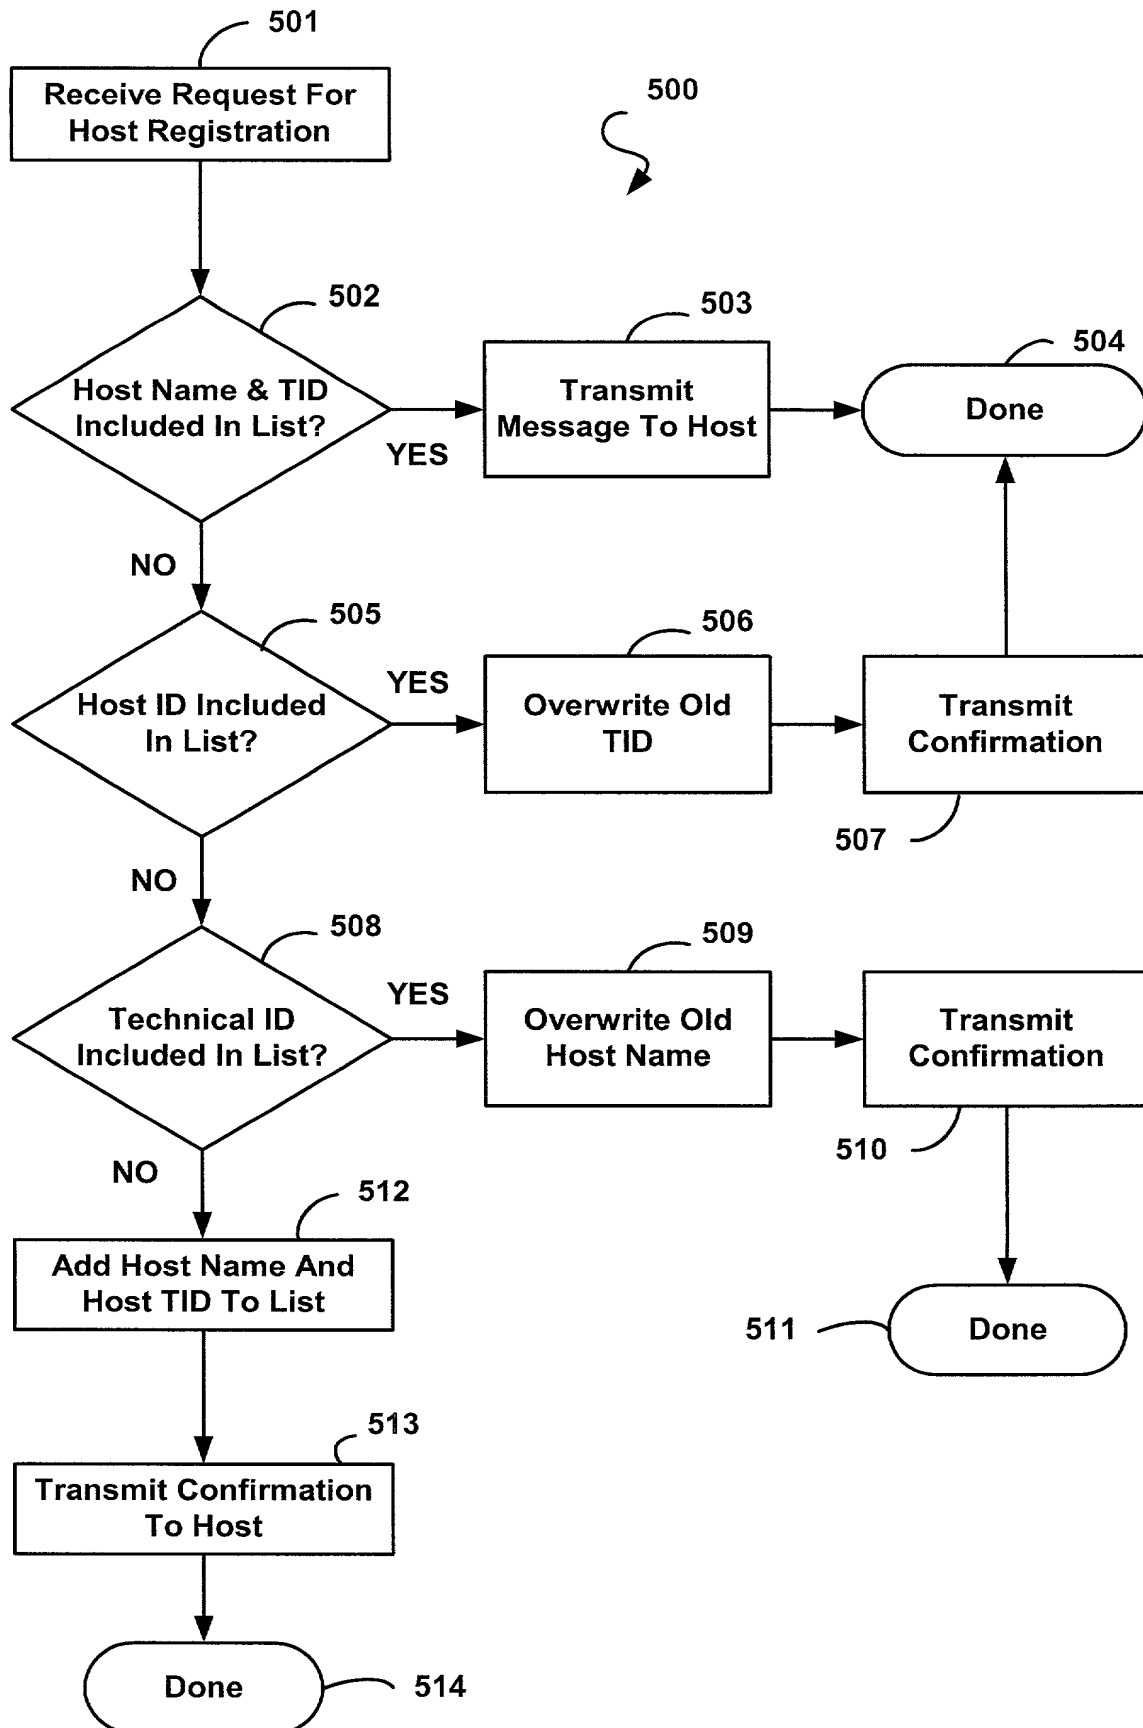 501
Receive Request For
Host Registration
500
502
Host Name & TID
Included In List?
YES
503
Transmit
Message To Host
504
Done
NO
505
Host ID Included
In List?
YES
506
Overwrite Old
TID
Transmit
Confirmation
507
NO
508
Technical ID
Included In List?
YES
509
Overwrite Old
Host Name
Transmit
Confirmation
510
NO
512
Add Host Name And
Host TID To List
511
Done
513
Transmit Confirmation
To Host
Done
514